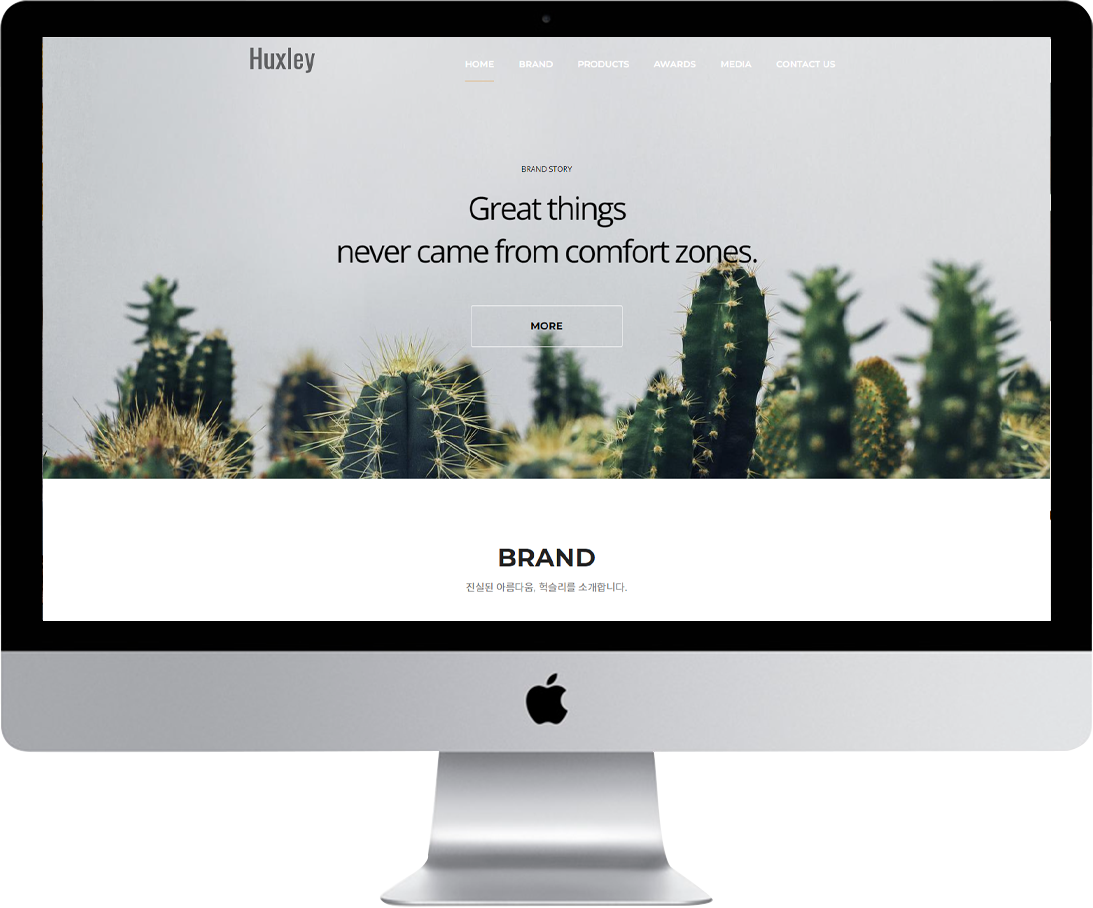 Huxley
HOME BRAND PRODUCTS AWARDS MEDIA CONTACT US
BRAND STORY
Great things
never came from comfort zones.
MORE
BRAND
진실된 아름다움, 헉슬리를 소개합니다.